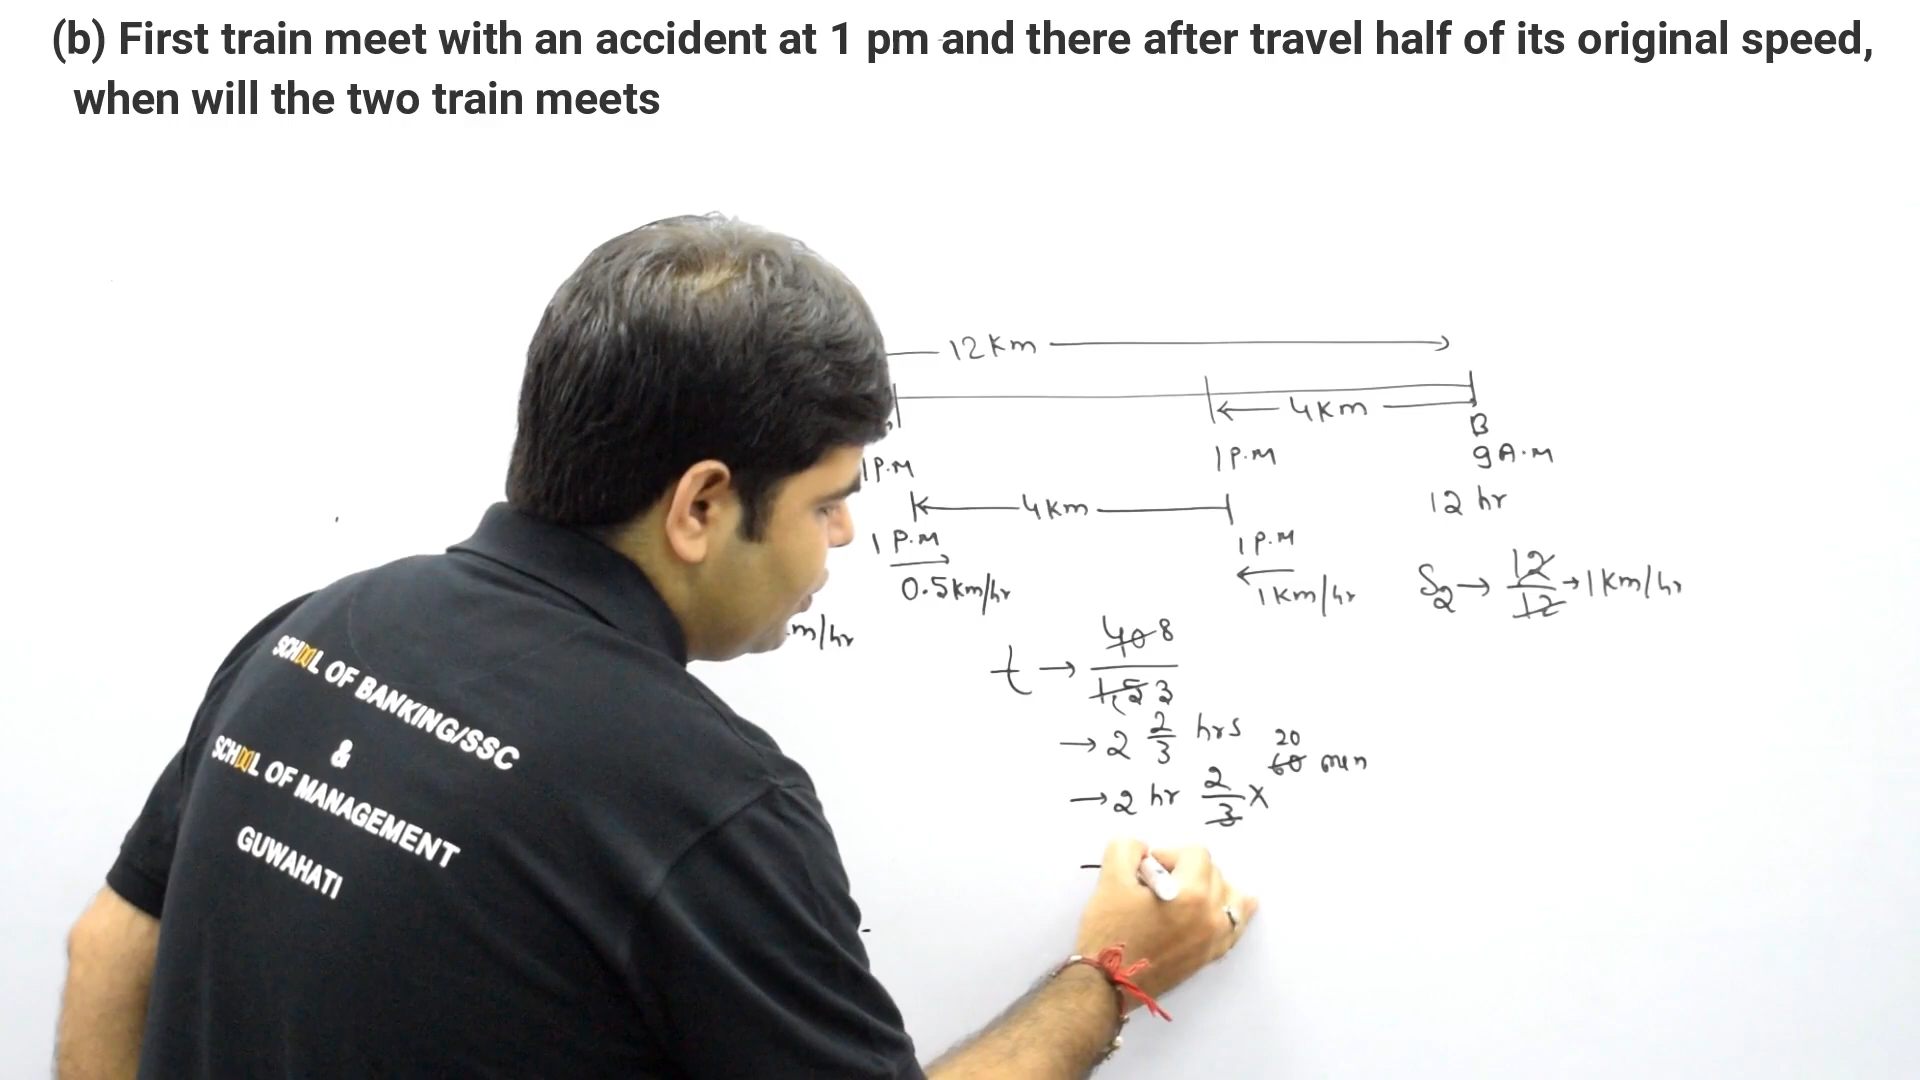 (b) First train meet with an accident at 1 pm and there after travel half of its original speed,
when will the two train meets
12 Km
4 Km
B
1 P.M
1 P.M
9 A.M
4 Km
12 hr
1 P.M
1 P.M
0.5 km/hr
1 km/hr
S2 → 12/12 → 1 Km/hr
m/hr
t → 40 8
15 3
→ 2 2/3 hrs
20
→ 2 hr 2/3 × 60 min
SCHOOL OF BANKING/SSC
&
SCHOOL OF MANAGEMENT
GUWAHATI